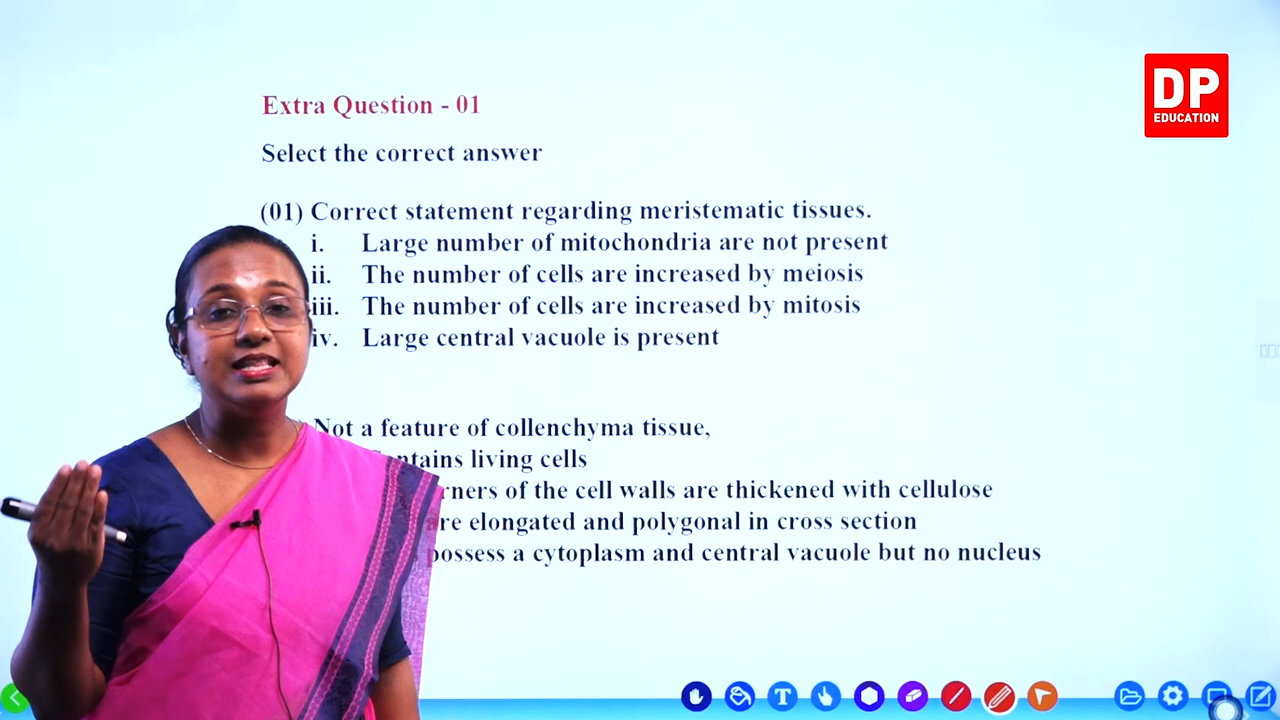 DP
EDUCATION
Extra Question - 01
Select the correct answer
(01) Correct statement regarding meristematic tissues.
i. Large number of mitochondria are not present
ii. The number of cells are increased by meiosis
iii. The number of cells are increased by mitosis
iv. Large central vacuole is present
Not a feature of collenchyma tissue,
ntains living cells
rners of the cell walls are thickened with cellulose
re elongated and polygonal in cross section
possess a cytoplasm and central vacuole but no nucleus
T